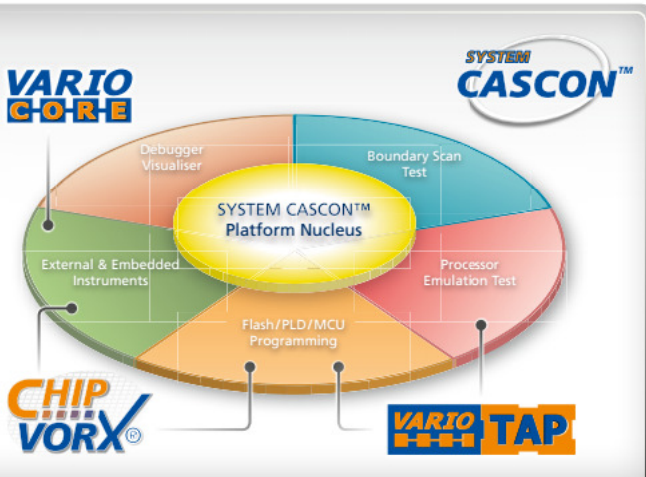 VARIO
CORE
SYSTEM
CASCON™
Debugger
Visualiser
Boundary Scan
Test
SYSTEM CASCON™
Platform Nucleus
External & Embedded
Instruments
Processor
Emulation Test
Flash/PLD/MCU
Programming
CHIP
VORX®
VARIO TAP